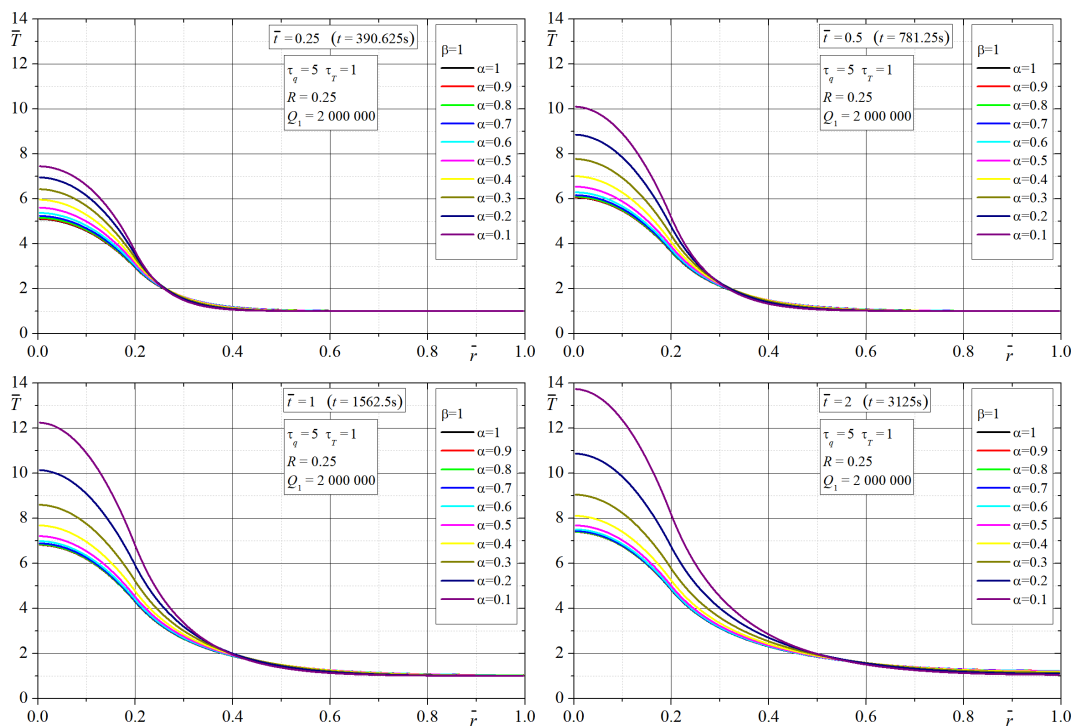 14
T̄
12
10
8
6
4
2
0
0.0
0.2
0.4
0.6
0.8
r̄
1.0
t̄ = 0.25 (t = 390.625s)
τq = 5 τT = 1
R = 0.25
Q1 = 2 000 000
β=1
α=1
α=0.9
α=0.8
α=0.7
α=0.6
α=0.5
α=0.4
α=0.3
α=0.2
α=0.1
14
T̄
12
10
8
6
4
2
0
0.0
0.2
0.4
0.6
0.8
r̄
1.0
t̄ = 0.5 (t = 781.25s)
τq = 5 τT = 1
R = 0.25
Q1 = 2 000 000
β=1
α=1
α=0.9
α=0.8
α=0.7
α=0.6
α=0.5
α=0.4
α=0.3
α=0.2
α=0.1
14
T̄
12
10
8
6
4
2
0
0.0
0.2
0.4
0.6
0.8
r̄
1.0
t̄ = 1 (t = 1562.5s)
τq = 5 τT = 1
R = 0.25
Q1 = 2 000 000
β=1
α=1
α=0.9
α=0.8
α=0.7
α=0.6
α=0.5
α=0.4
α=0.3
α=0.2
α=0.1
14
T̄
12
10
8
6
4
2
0
0.0
0.2
0.4
0.6
0.8
r̄
1.0
t̄ = 2 (t = 3125s)
τq = 5 τT = 1
R = 0.25
Q1 = 2 000 000
β=1
α=1
α=0.9
α=0.8
α=0.7
α=0.6
α=0.5
α=0.4
α=0.3
α=0.2
α=0.1